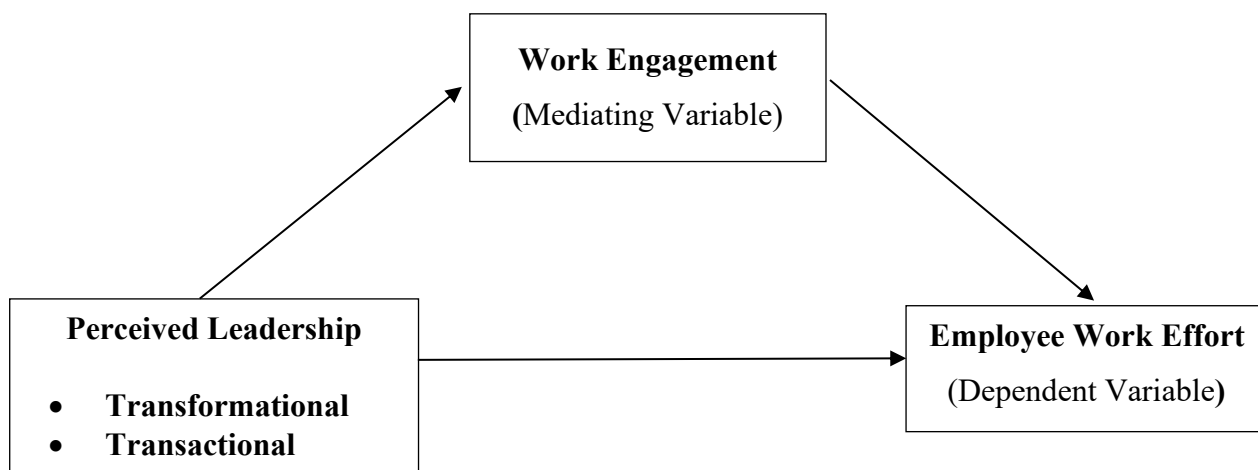 Work Engagement
(Mediating Variable)
Perceived Leadership
• Transformational
• Transactional
Employee Work Effort
(Dependent Variable)